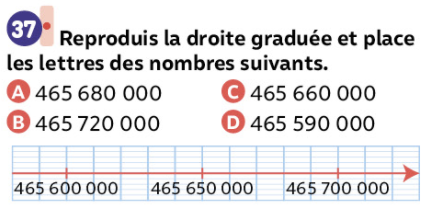 37
Reproduis la droite graduée et place
les lettres des nombres suivants.
A 465 680 000 C 465 660 000
B 465 720 000 D 465 590 000
465 600 000 465 650 000 465 700 000